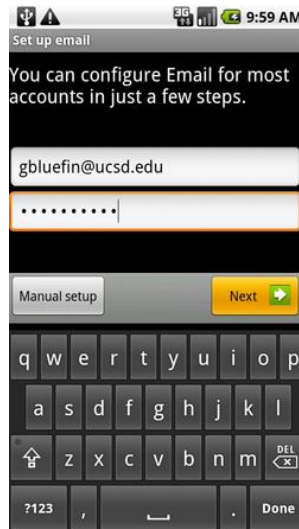 3G
9:59 AM
Set up email
You can configure Email for most
accounts in just a few steps.
gbluefin@ucsd.edu
••••••••••
Manual setup
Next
q w e r t y u i o p
a s d f g h j k l
z x c v b n m DEL
?123 , . Done